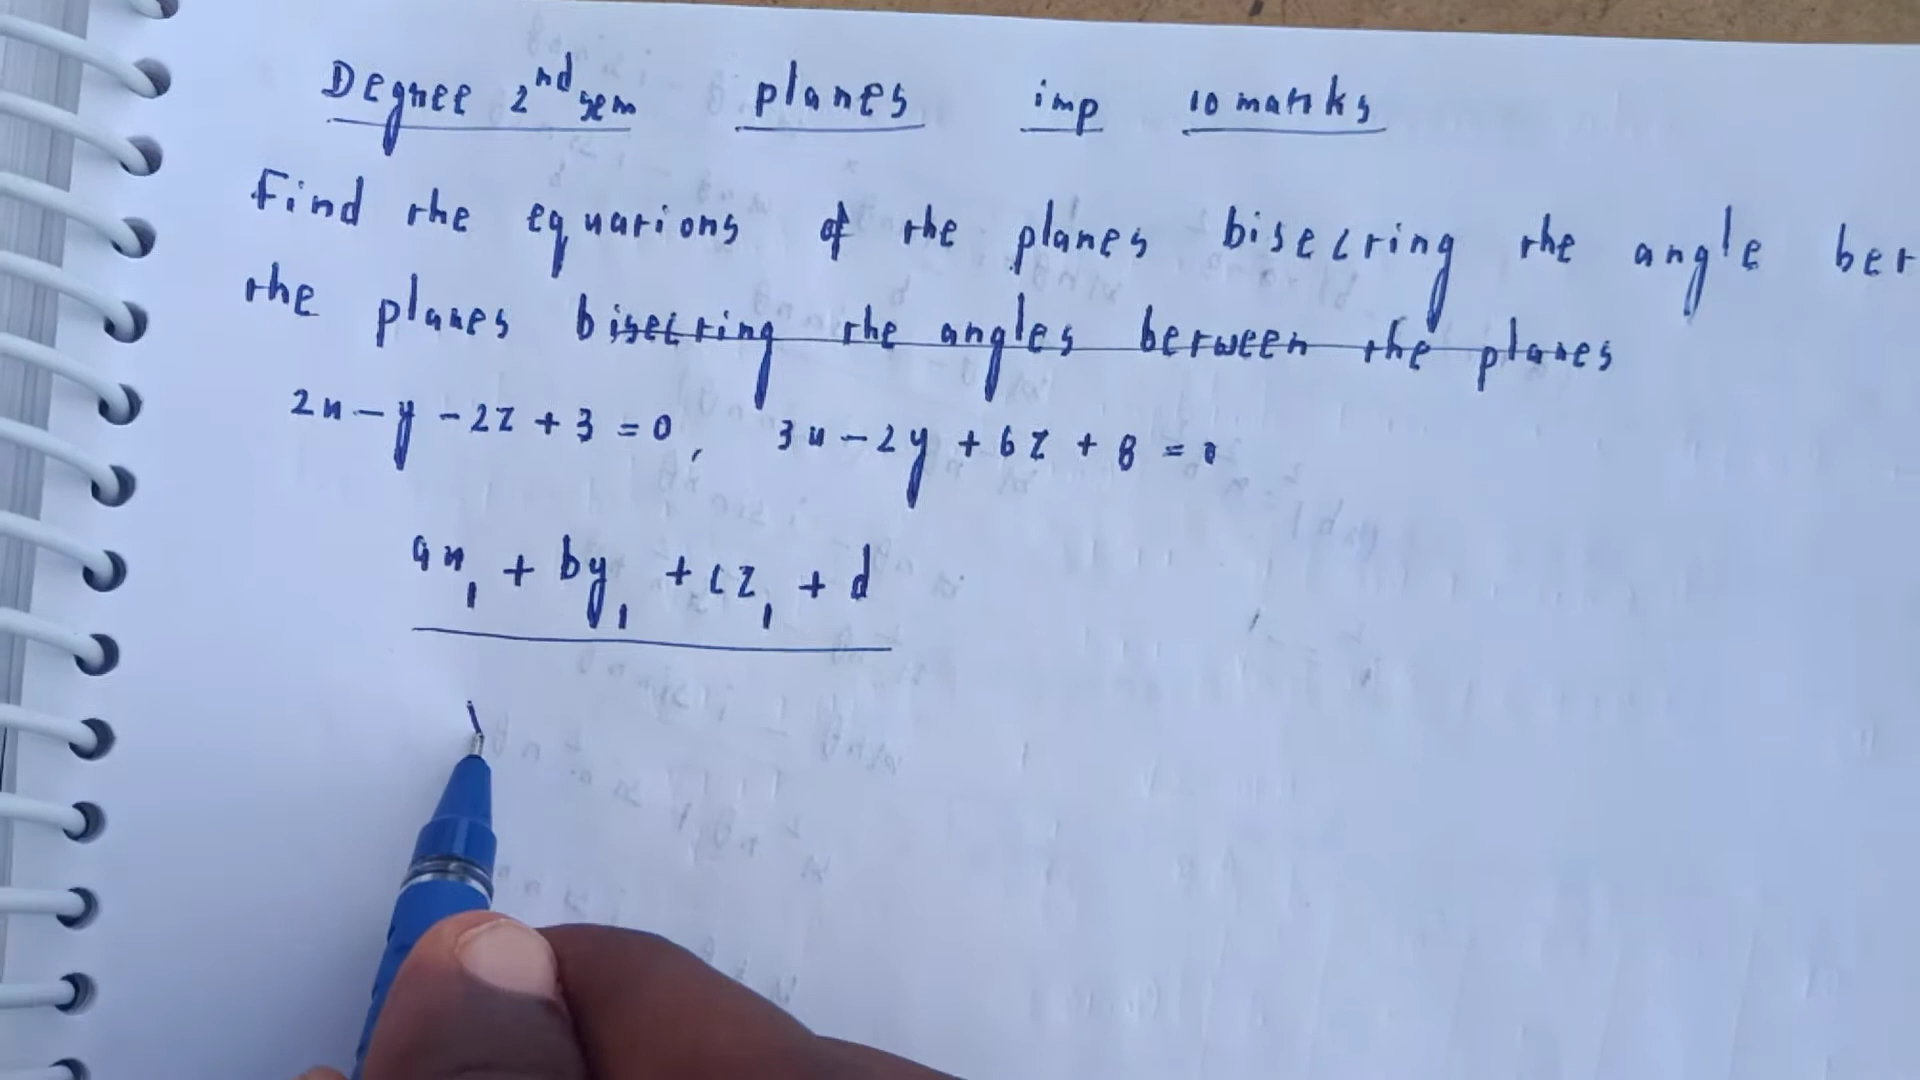 Degree 2nd sem planes imp 10 marks
Find the equations of the planes bisecting the angle bet
the planes bisecting the angles between the planes
2x - y - 2z + 3 = 0, 3x - 2y + 6z + 8 = 0
ax₁ + by₁ + cz₁ + d